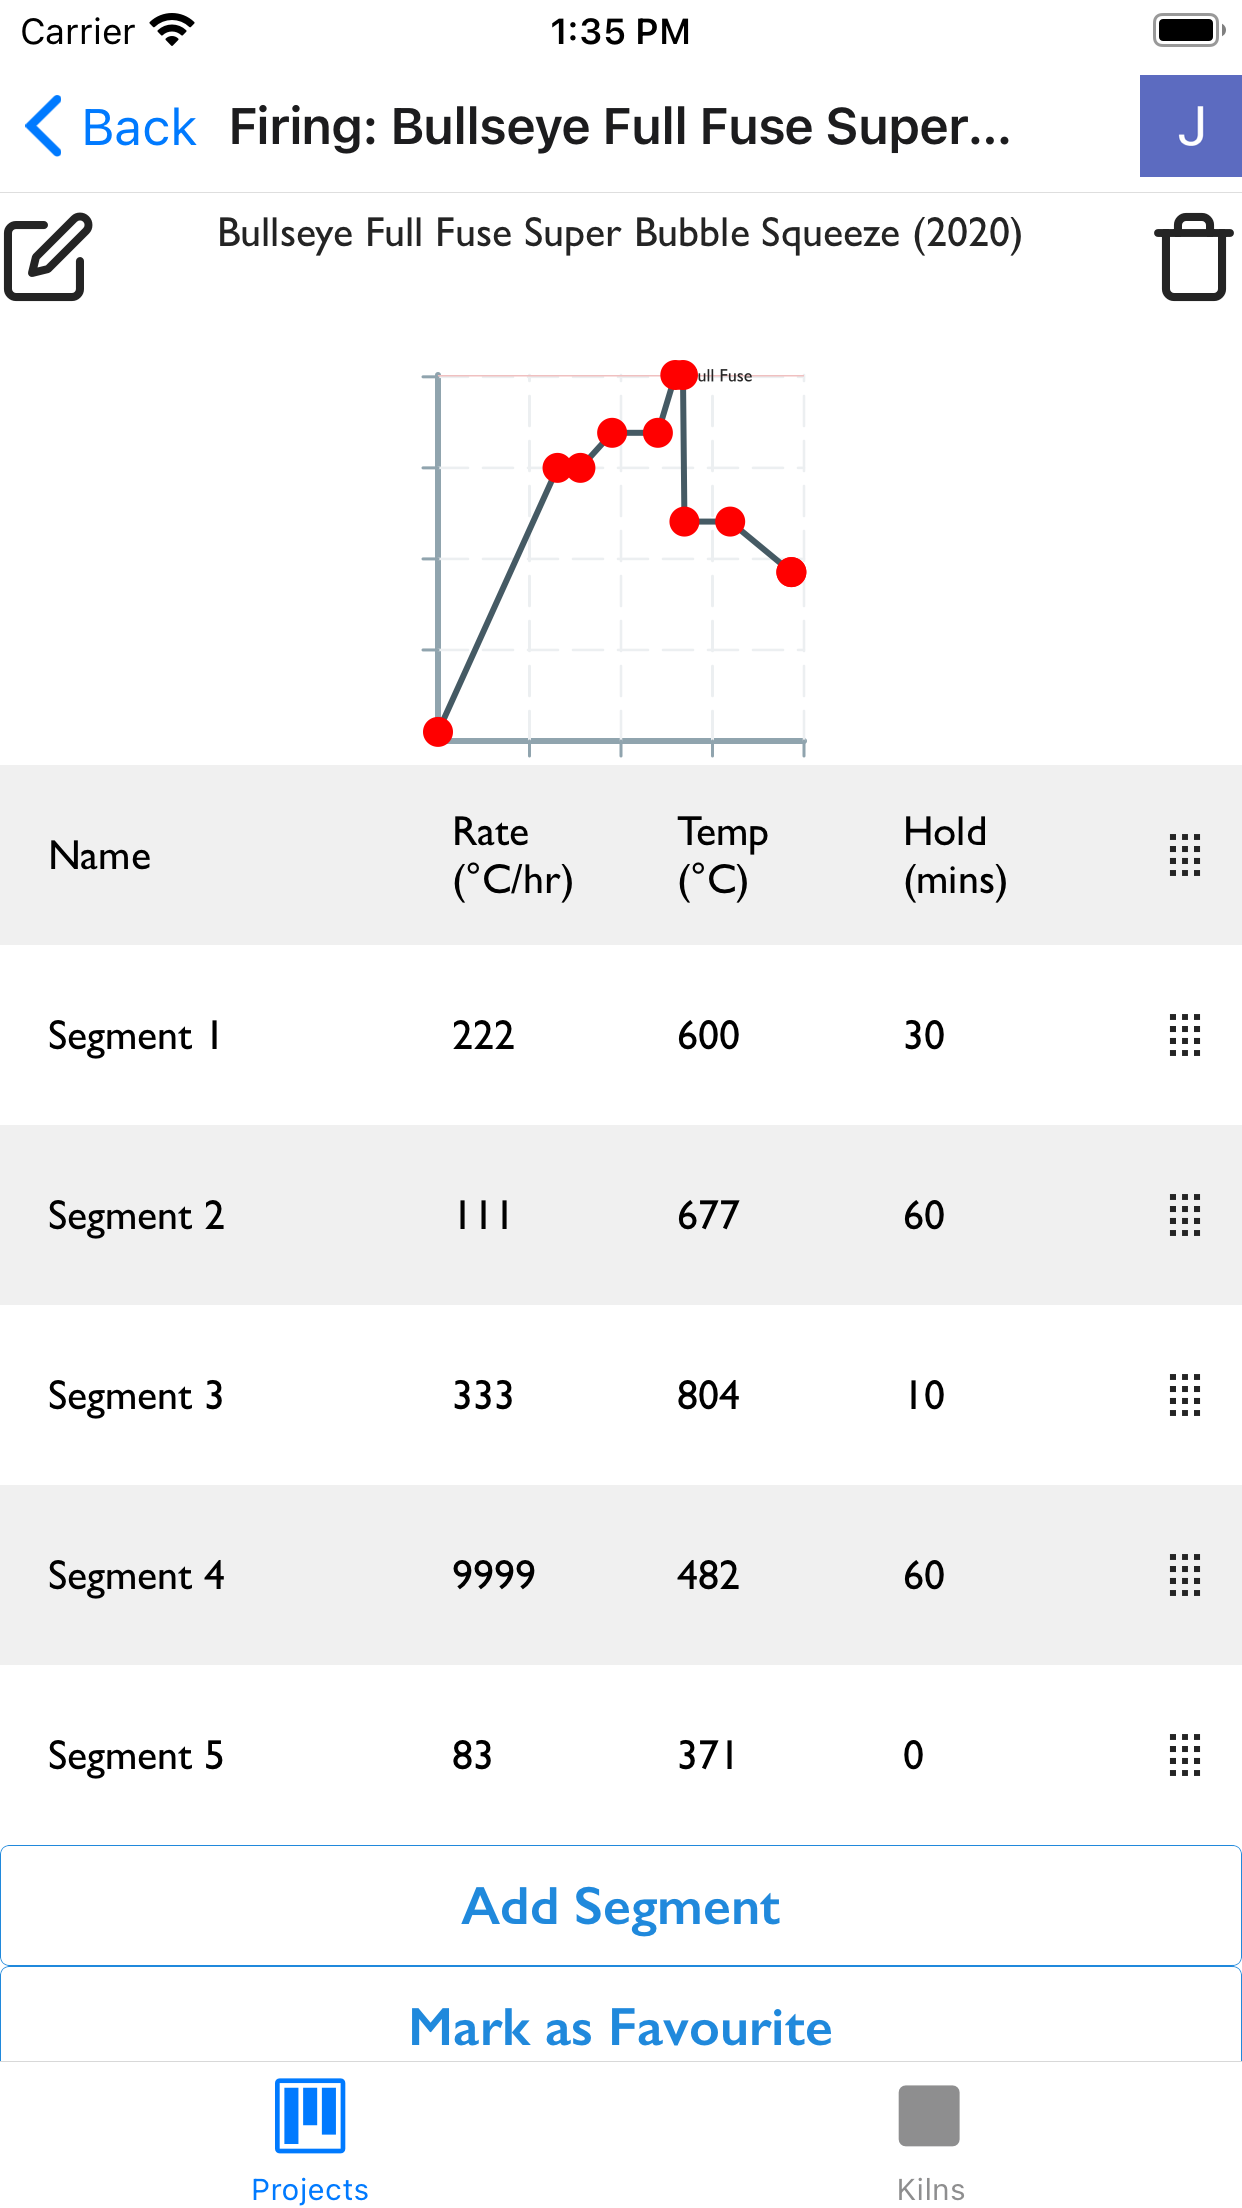 Carrier 1:35 PM
Back Firing: Bullseye Full Fuse Super... J
Bullseye Full Fuse Super Bubble Squeeze (2020)
ull Fuse
Name Rate (°C/hr) Temp (°C) Hold (mins)
Segment 1 222 600 30
Segment 2 111 677 60
Segment 3 333 804 10
Segment 4 9999 482 60
Segment 5 83 371 0
Add Segment
Mark as Favourite
Projects Kilns